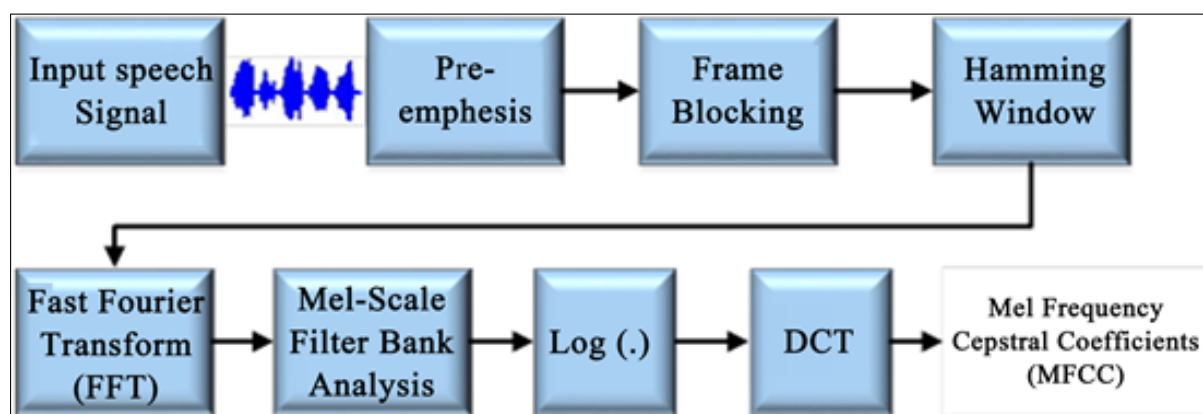 Input speech
Signal
Pre-
emphesis
Frame
Blocking
Hamming
Window
Fast Fourier
Transform
(FFT)
Mel-Scale
Filter Bank
Analysis
Log (.)
DCT
Mel Frequency
Cepstral Coefficients
(MFCC)